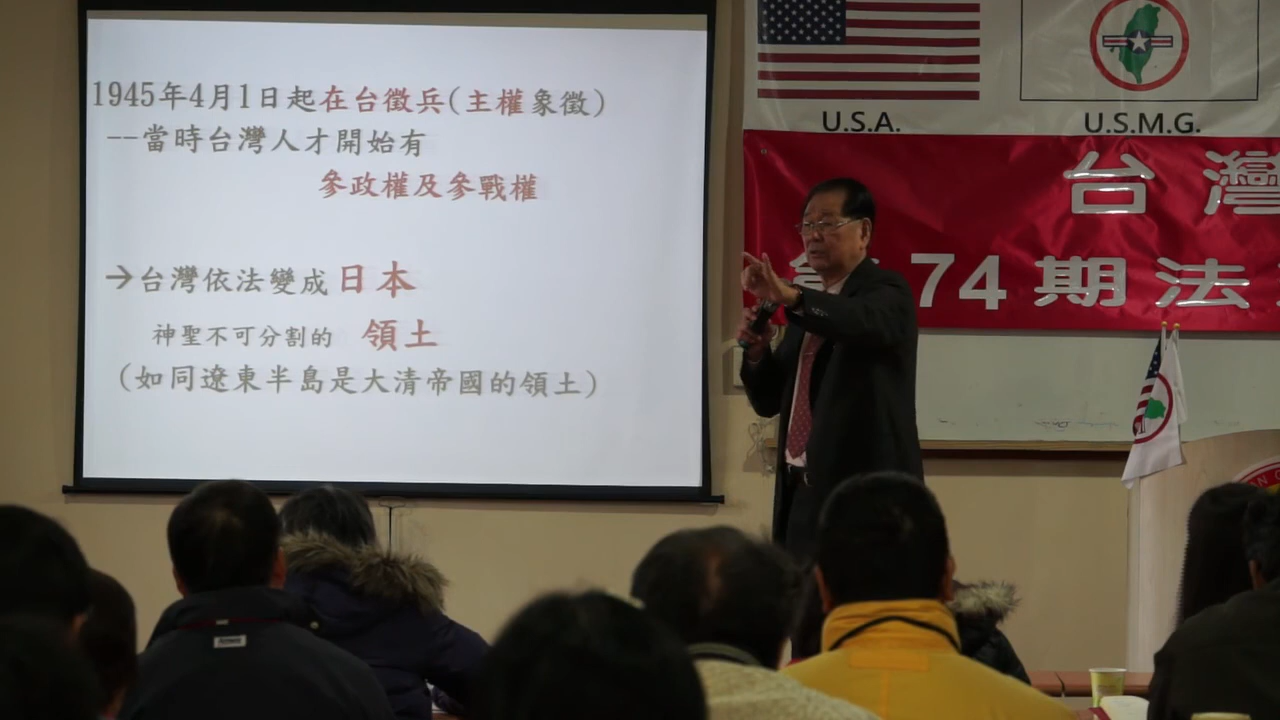 1945年4月1日起在台徵兵(主權象徵)
--當時台灣人才開始有
參政權及參戰權
→台灣依法變成日本
神聖不可分割的 領土
(如同遼東半島是大清帝國的領土)
U.S.A.
U.S.M.G.
台灣
74期法